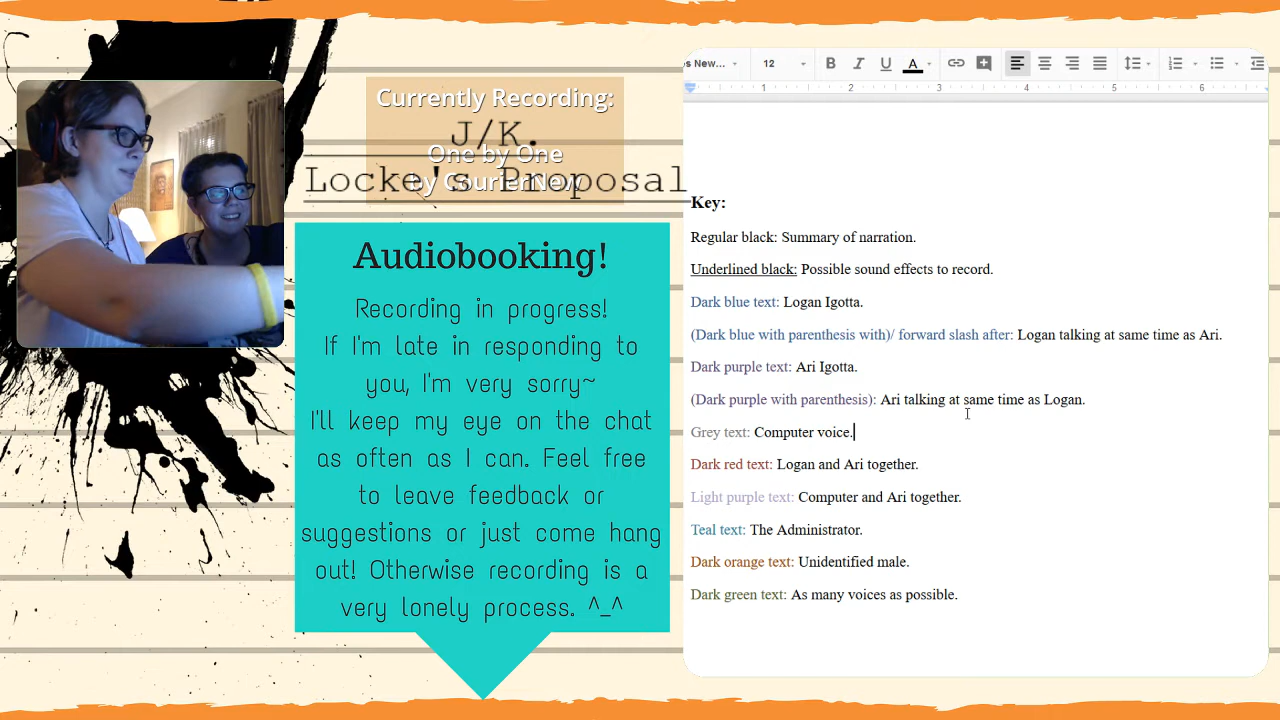 Currently Recording:
J/K.
One by One
Locke's Proposal
by CourierNew
Audiobooking!
Recording in progress!
If I'm late in responding to
you, I'm very sorry~
I'll keep my eye on the chat
as often as I can. Feel free
to leave feedback or
suggestions or just come hang
out! Otherwise recording is a
very lonely process. ^_^
s New...
12
B I U A
1 2 3 4 5 6
Key:
Regular black: Summary of narration.
Underlined black: Possible sound effects to record.
Dark blue text: Logan Igotta.
(Dark blue with parenthesis with)/ forward slash after: Logan talking at same time as Ari.
Dark purple text: Ari Igotta.
(Dark purple with parenthesis): Ari talking at same time as Logan.
Grey text: Computer voice.
Dark red text: Logan and Ari together.
Light purple text: Computer and Ari together.
Teal text: The Administrator.
Dark orange text: Unidentified male.
Dark green text: As many voices as possible.